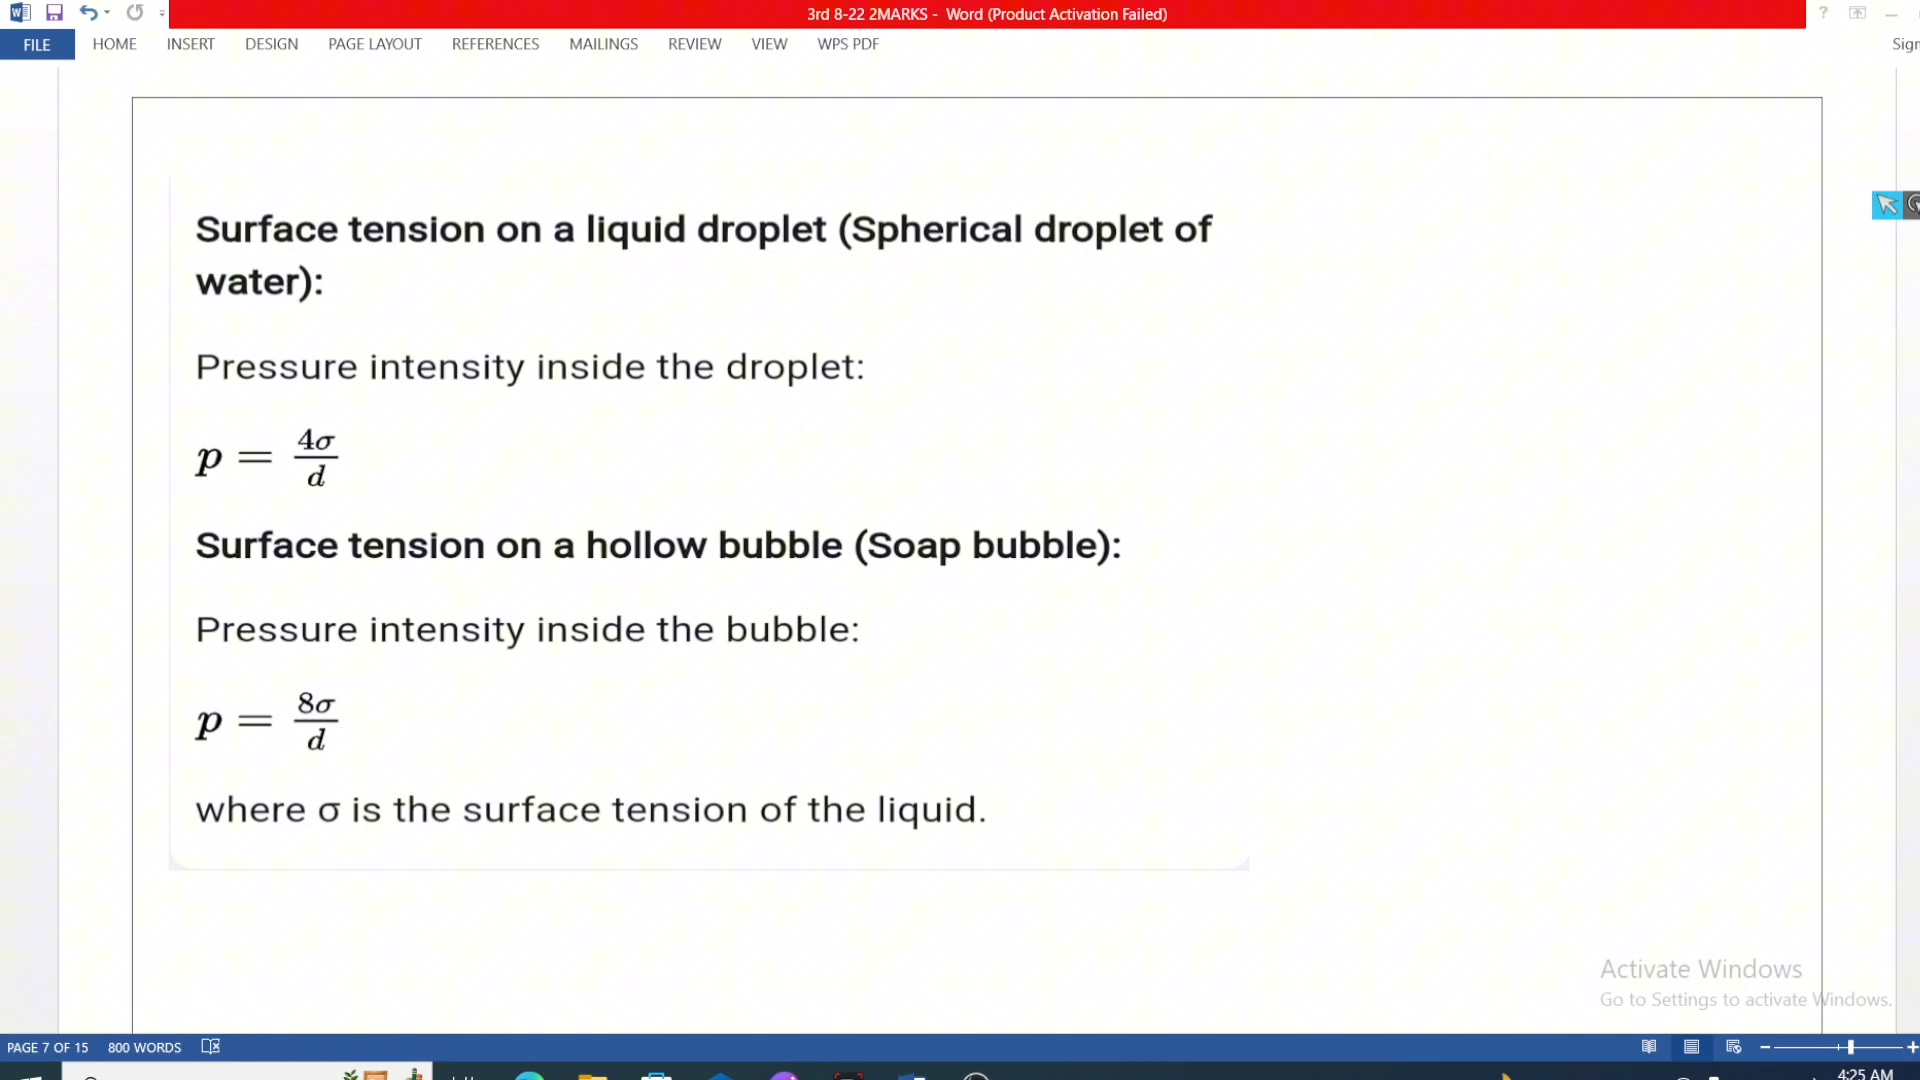 3rd 8-22 2MARKS - Word (Product Activation Failed)
FILE HOME INSERT DESIGN PAGE LAYOUT REFERENCES MAILINGS REVIEW VIEW WPS PDF Sign
Surface tension on a liquid droplet (Spherical droplet of
water):
Pressure intensity inside the droplet:
p = 4σ/d
Surface tension on a hollow bubble (Soap bubble):
Pressure intensity inside the bubble:
p = 8σ/d
where σ is the surface tension of the liquid.
Activate Windows
Go to Settings to activate Windows.
PAGE 7 OF 15 800 WORDS
4:25 AM